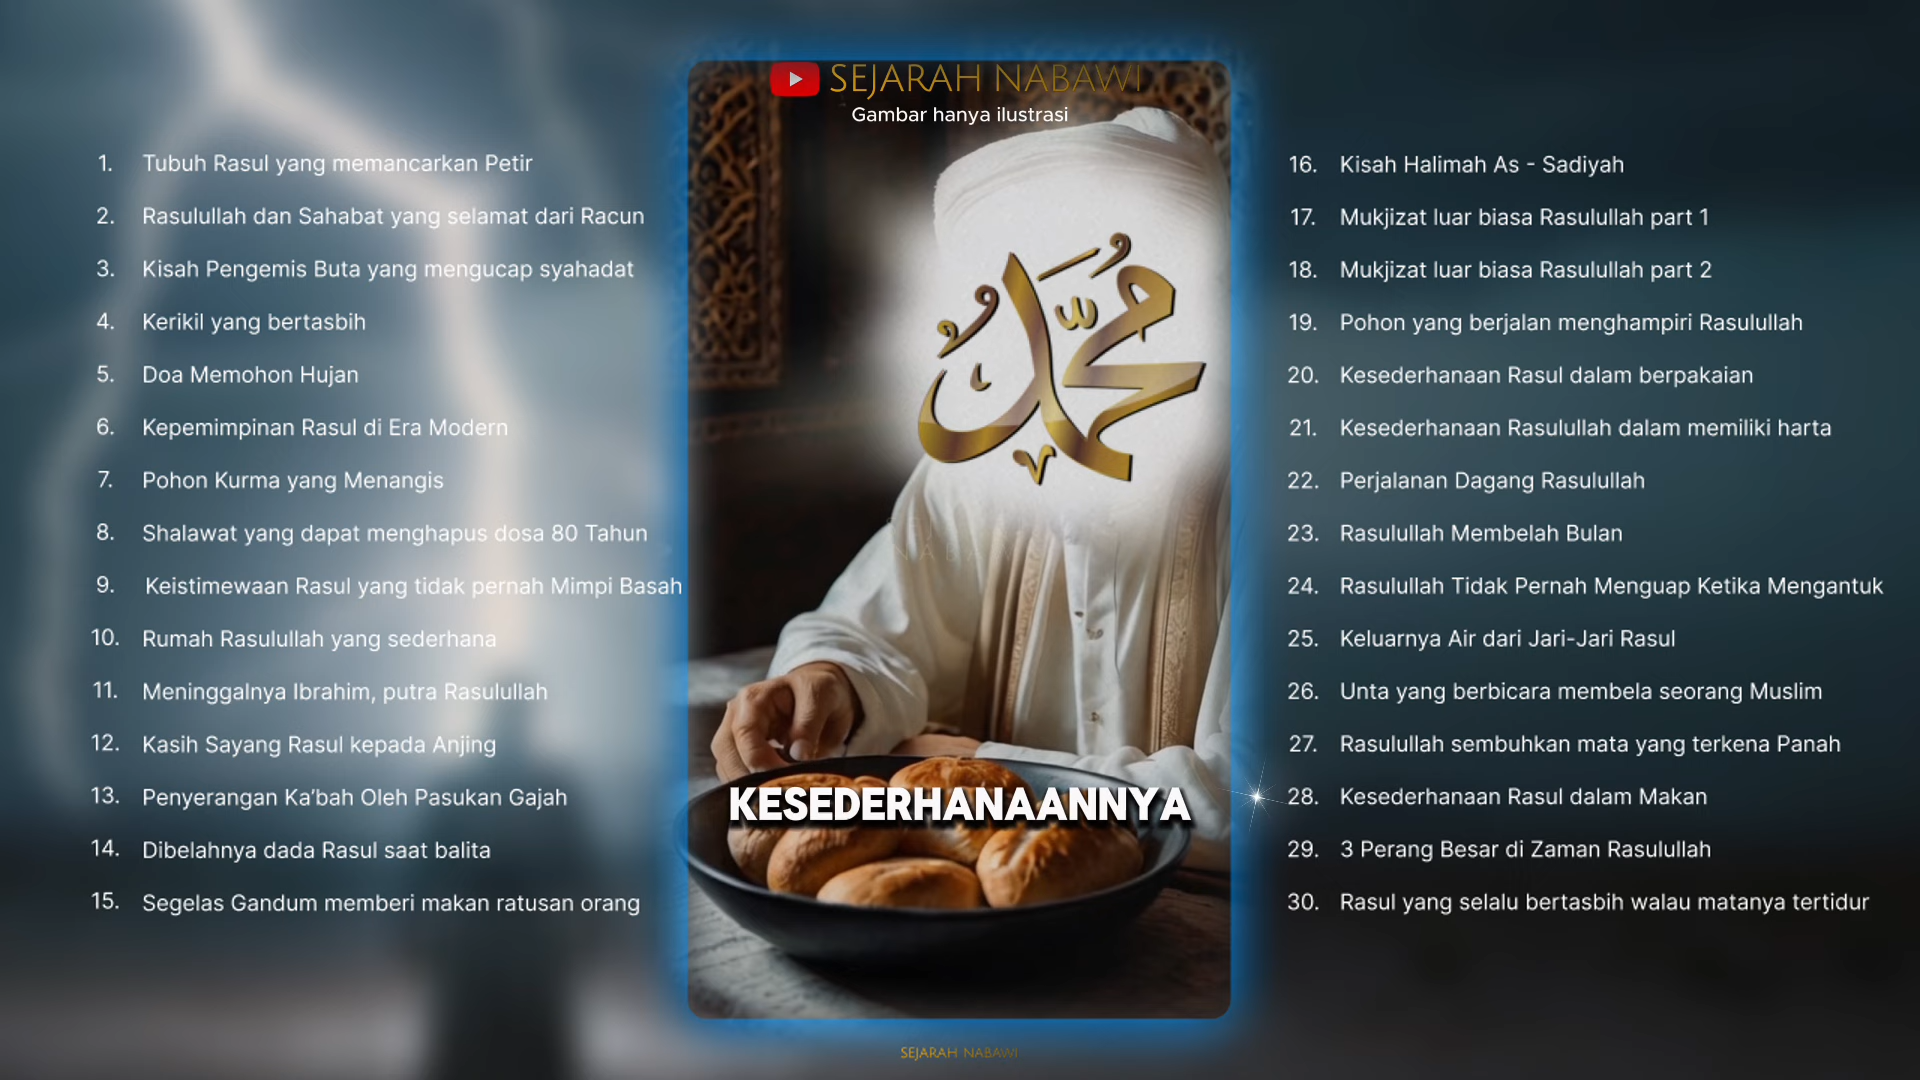 SEJARAH NABAWI
Gambar hanya ilustrasi
1. Tubuh Rasul yang memancarkan Petir
2. Rasulullah dan Sahabat yang selamat dari Racun
3. Kisah Pengemis Buta yang mengucap syahadat
4. Kerikil yang bertasbih
5. Doa Memohon Hujan
6. Kepemimpinan Rasul di Era Modern
7. Pohon Kurma yang Menangis
8. Shalawat yang dapat menghapus dosa 80 Tahun
9. Keistimewaan Rasul yang tidak pernah Mimpi Basah
10. Rumah Rasulullah yang sederhana
11. Meninggalnya Ibrahim, putra Rasulullah
12. Kasih Sayang Rasul kepada Anjing
13. Penyerangan Ka’bah Oleh Pasukan Gajah
14. Dibelahnya dada Rasul saat balita
15. Segelas Gandum memberi makan ratusan orang
محمد
KESEDERHANAANNYA
16. Kisah Halimah As - Sadiyah
17. Mukjizat luar biasa Rasulullah part 1
18. Mukjizat luar biasa Rasulullah part 2
19. Pohon yang berjalan menghampiri Rasulullah
20. Kesederhanaan Rasul dalam berpakaian
21. Kesederhanaan Rasulullah dalam memiliki harta
22. Perjalanan Dagang Rasulullah
23. Rasulullah Membelah Bulan
24. Rasulullah Tidak Pernah Menguap Ketika Mengantuk
25. Keluarnya Air dari Jari-Jari Rasul
26. Unta yang berbicara membela seorang Muslim
27. Rasulullah sembuhkan mata yang terkena Panah
28. Kesederhanaan Rasul dalam Makan
29. 3 Perang Besar di Zaman Rasulullah
30. Rasul yang selalu bertasbih walau matanya tertidur
SEJARAH NABAWI